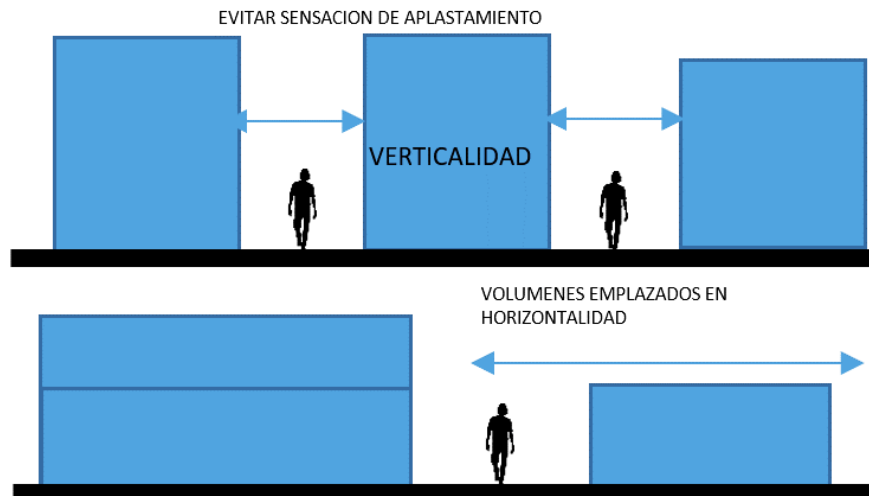 EVITAR SENSACION DE APLASTAMIENTO
VERTICALIDAD
VOLUMENES EMPLAZADOS EN
HORIZONTALIDAD